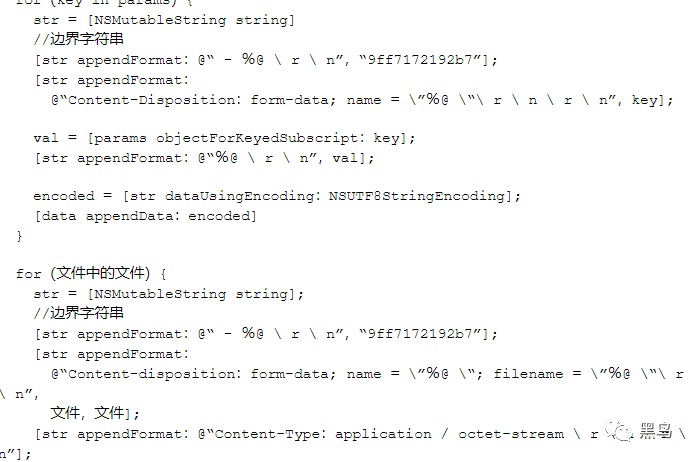 for (key in params) {
str = [NSMutableString string]
//边界字符串
[str appendFormat：@“ - %@ \ r \ n”，“9ff7172192b7”];
[str appendFormat：
@“Content-Disposition：form-data; name = \”%@ \“\ r \ n \ r \ n”，key];
val = [params objectForKeyedSubscript：key];
[str appendFormat：@“%@ \ r \ n”，val];
encoded = [str dataUsingEncoding：NSUTF8StringEncoding];
[data appendData：encoded]
}
for（文件中的文件）{
str = [NSMutableString string];
//边界字符串
[str appendFormat：@“ - %@ \ r \ n”，“9ff7172192b7”];
[str appendFormat：
@“Content-disposition：form-data; name = \”%@ \“; filename = \”%@ \“\ r
\ n”，
文件，文件];
[str appendFormat：@“Content-Type：application / octet-stream \ r \
n”];
黑鸟